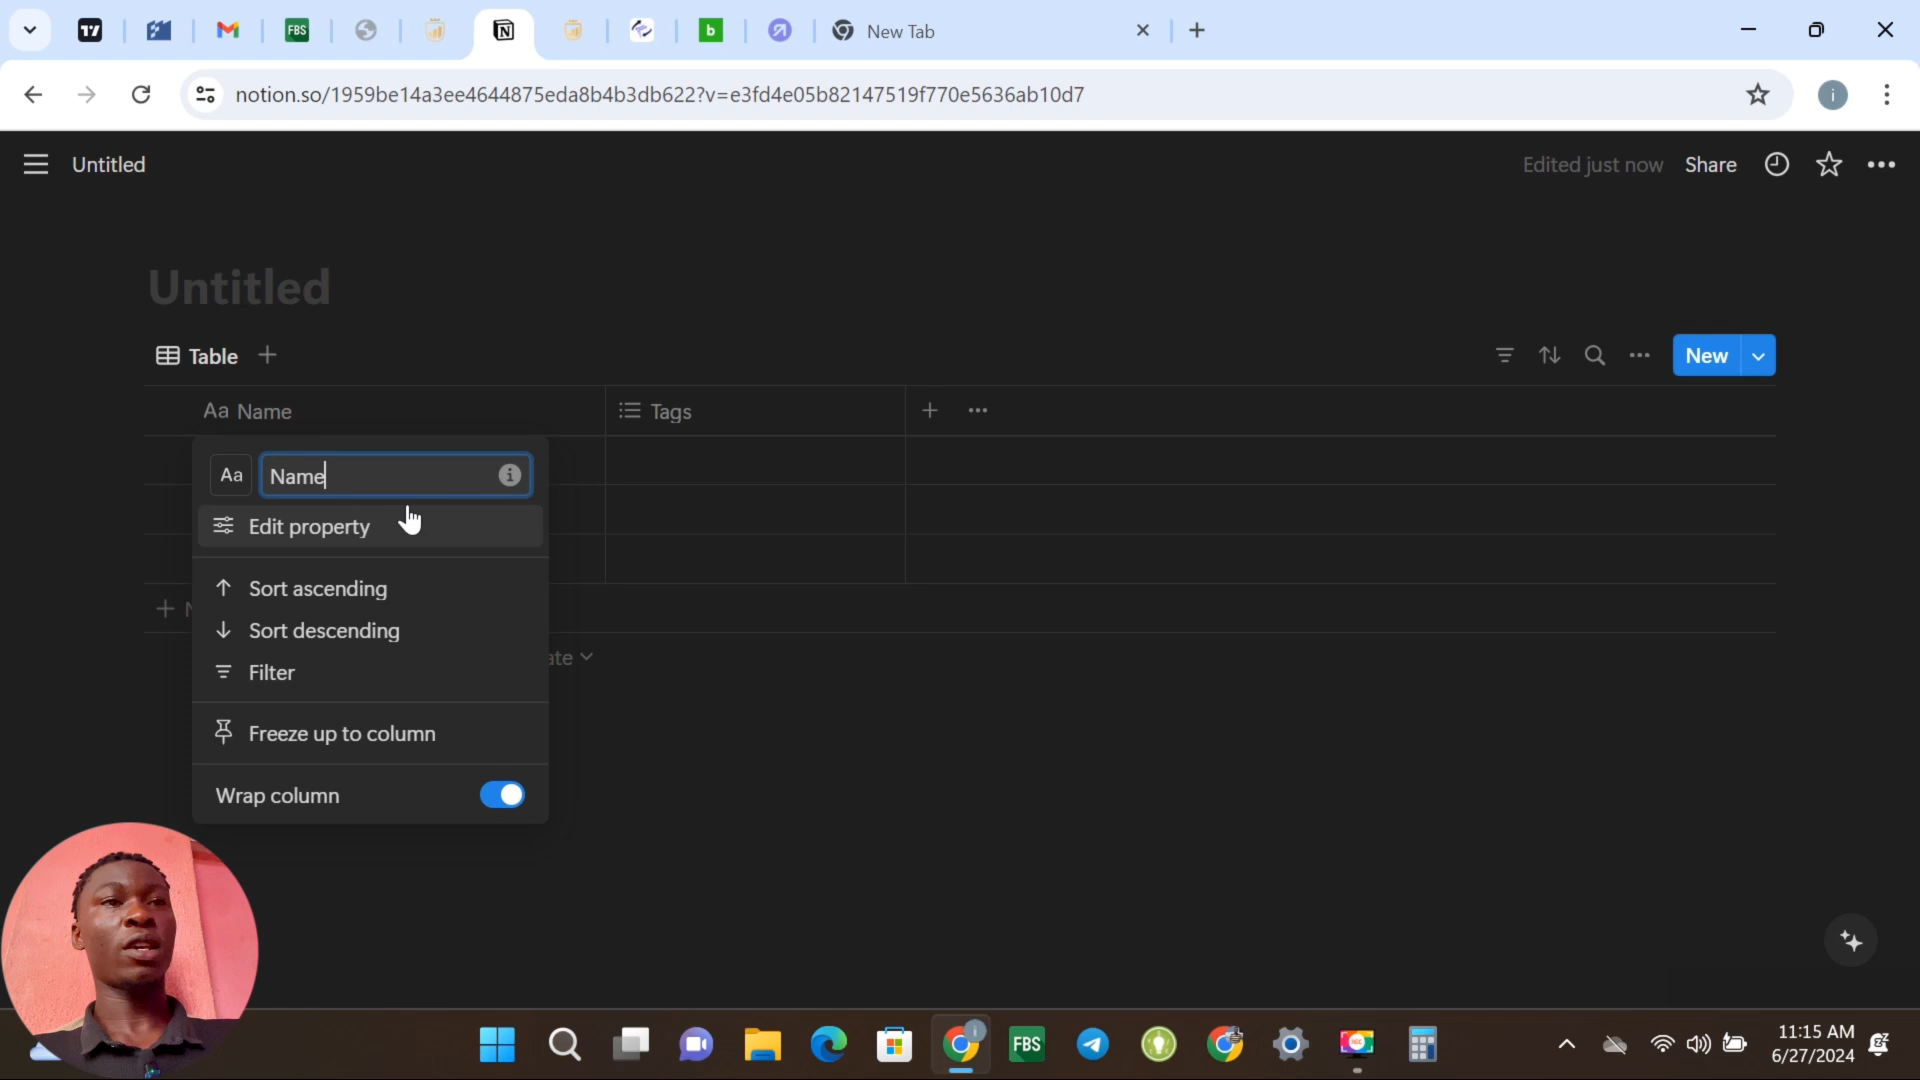 FBS
N
b
New Tab
notion.so/1959be14a3ee4644875eda8b4b3db622?v=e3fd4e05b82147519f770e5636ab10d7
i
Untitled
Edited just now
Share
Untitled
Table
New
Aa Name
Tags
Aa
Name
Edit property
Sort ascending
Sort descending
Filter
Freeze up to column
Wrap column
FBS
11:15 AM
6/27/2024